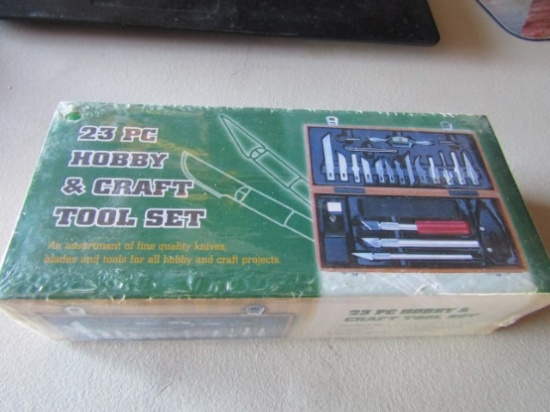 23 PC
HOBBY
& CRAFT
TOOL SET
An assortment of fine quality knives,
blades and tools for all hobby and craft projects.
23 PC HOBBY &
CRAFT TOOL SET